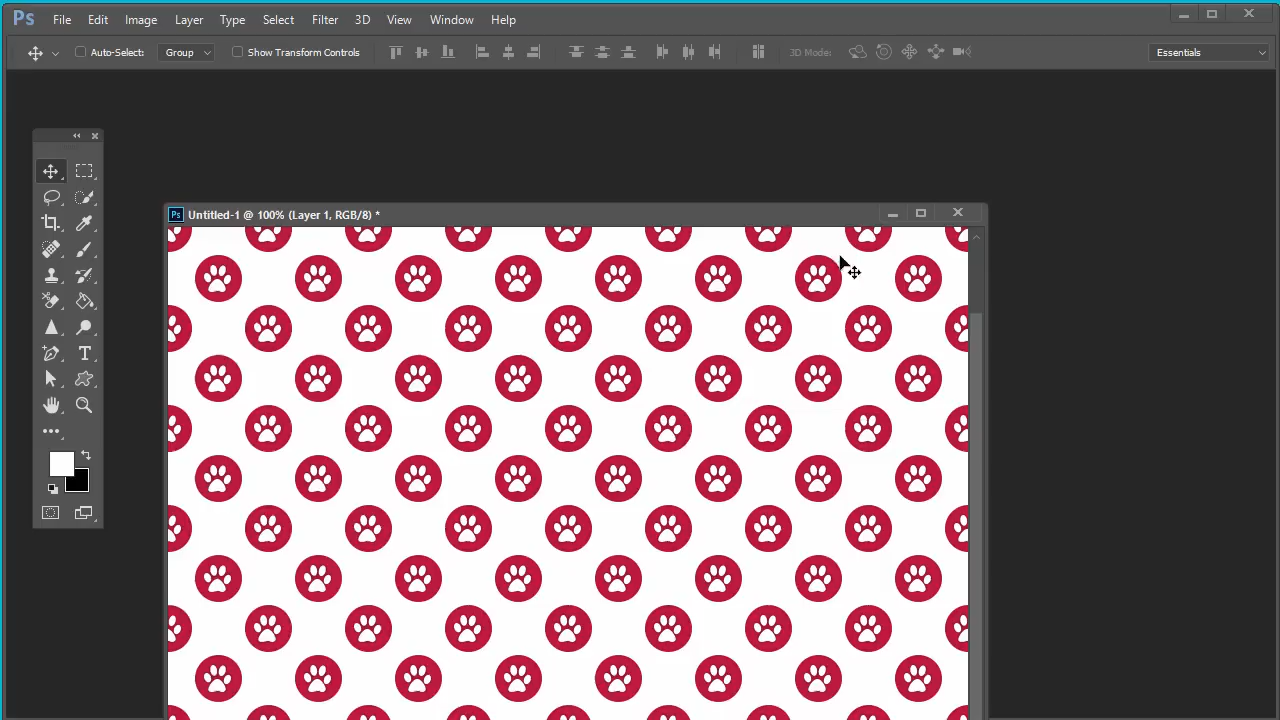 Ps File Edit Image Layer Type Select Filter 3D View Window Help
Auto-Select: Group Show Transform Controls 3D Mode: Essentials
Ps Untitled-1 @ 100% (Layer 1, RGB/8) *
T